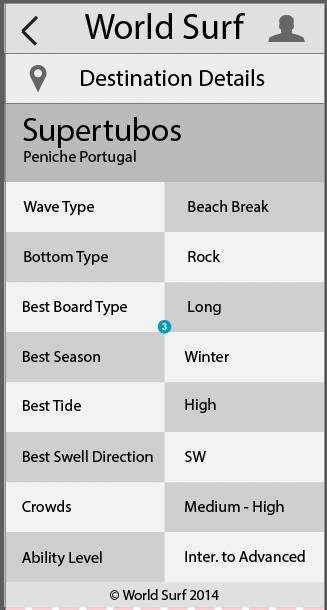 World Surf
Destination Details
Supertubos
Peniche Portugal
Wave Type Beach Break
Bottom Type Rock
Best Board Type Long
3
Best Season Winter
Best Tide High
Best Swell Direction SW
Crowds Medium - High
Ability Level Inter. to Advanced
© World Surf 2014